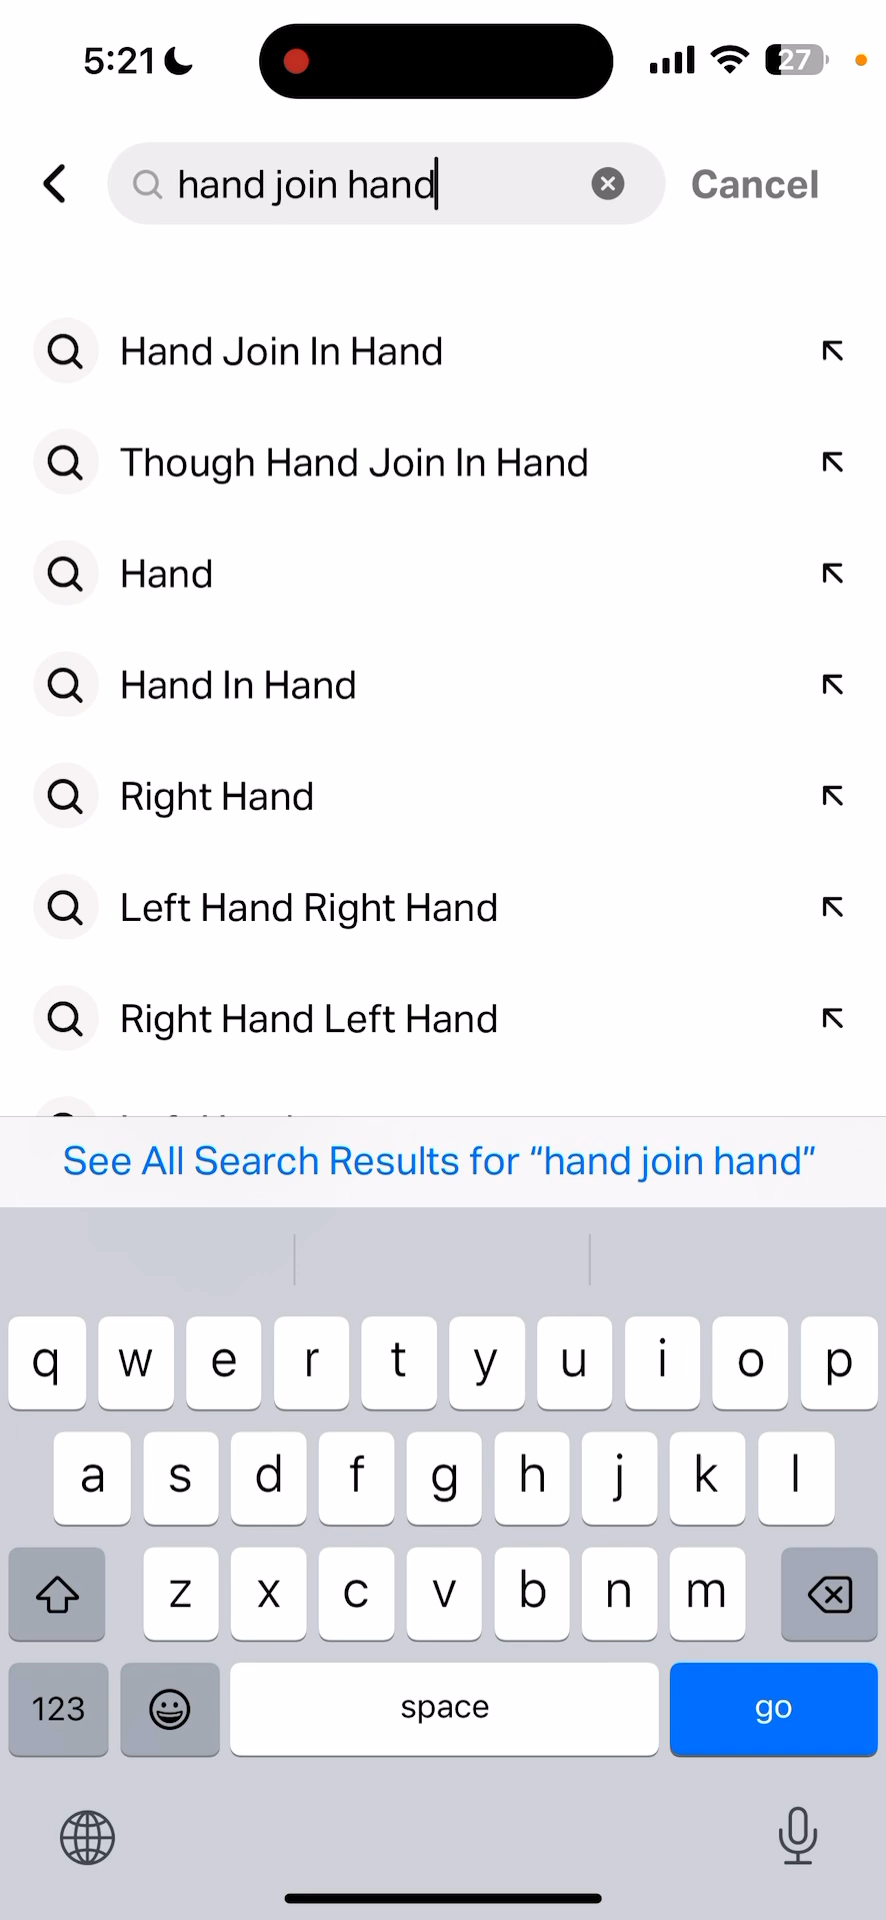 5:21
27
hand join hand
Cancel
Hand Join In Hand
Though Hand Join In Hand
Hand
Hand In Hand
Right Hand
Left Hand Right Hand
Right Hand Left Hand
See All Search Results for “hand join hand”
q w e r t y u i o p
a s d f g h j k l
z x c v b n m
123 space go